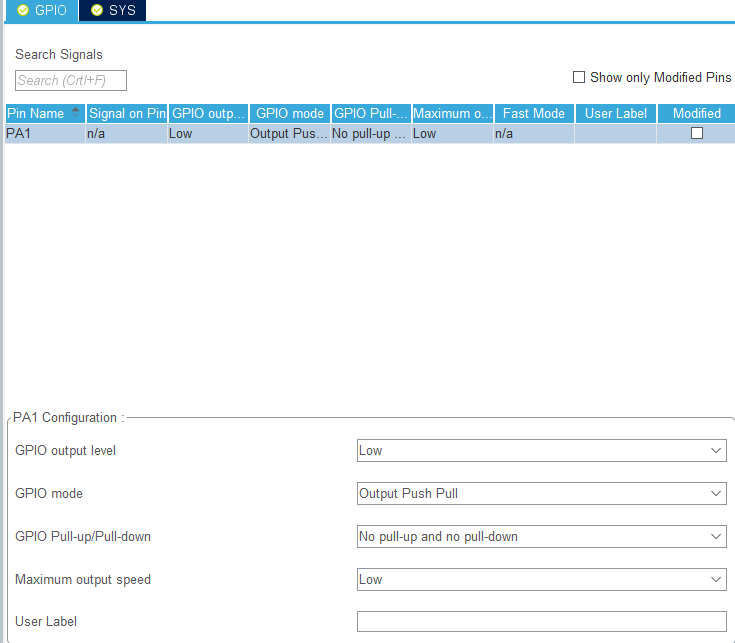 GPIO SYS
Search Signals
Search (Crtl+F)
Show only Modified Pins
Pin Name Signal on Pin GPIO outp... GPIO mode GPIO Pull-... Maximum o... Fast Mode User Label Modified
PA1 n/a Low Output Pus... No pull-up ... Low n/a
PA1 Configuration :
GPIO output level Low
GPIO mode Output Push Pull
GPIO Pull-up/Pull-down No pull-up and no pull-down
Maximum output speed Low
User Label